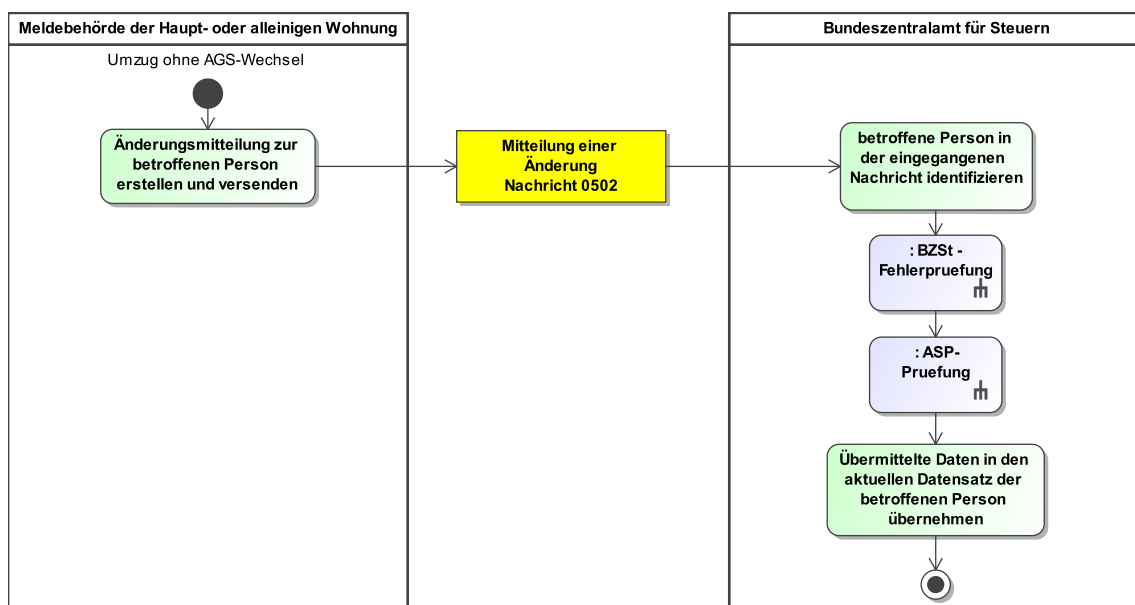 Meldebehörde der Haupt- oder alleinigen Wohnung
Umzug ohne AGS-Wechsel
Änderungsmitteilung zur
betroffenen Person
erstellen und versenden
Mitteilung einer
Änderung
Nachricht 0502
Bundeszentralamt für Steuern
betroffene Person in
der eingegangenen
Nachricht identifizieren
: BZSt -
Fehlerpruefung
: ASP-
Pruefung
Übermittelte Daten in den
aktuellen Datensatz der
betroffenen Person
übernehmen